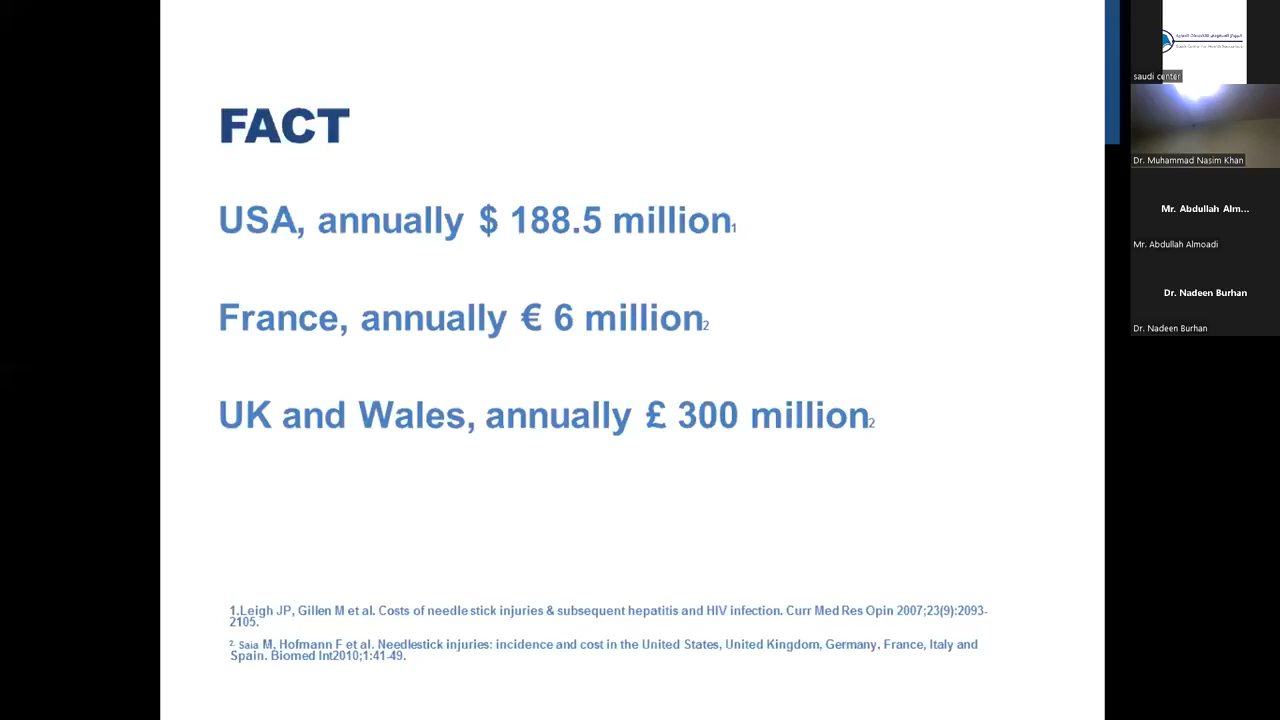 FACT
USA, annually $ 188.5 million1
France, annually € 6 million2
UK and Wales, annually £ 300 million2
1.Leigh JP, Gillen M et al. Costs of needle stick injuries & subsequent hepatitis and HIV infection. Curr Med Res Opin 2007;23(9):2093-
2105.
2. Saia M, Hofmann F et al. Needlestick injuries: incidence and cost in the United States, United Kingdom, Germany, France, Italy and
Spain. Biomed Int2010;1:41-49.
saudi center
Dr. Muhammad Nasim Khan
Mr. Abdullah Alm...
Mr. Abdullah Almoadi
Dr. Nadeen Burhan
Dr. Nadeen Burhan